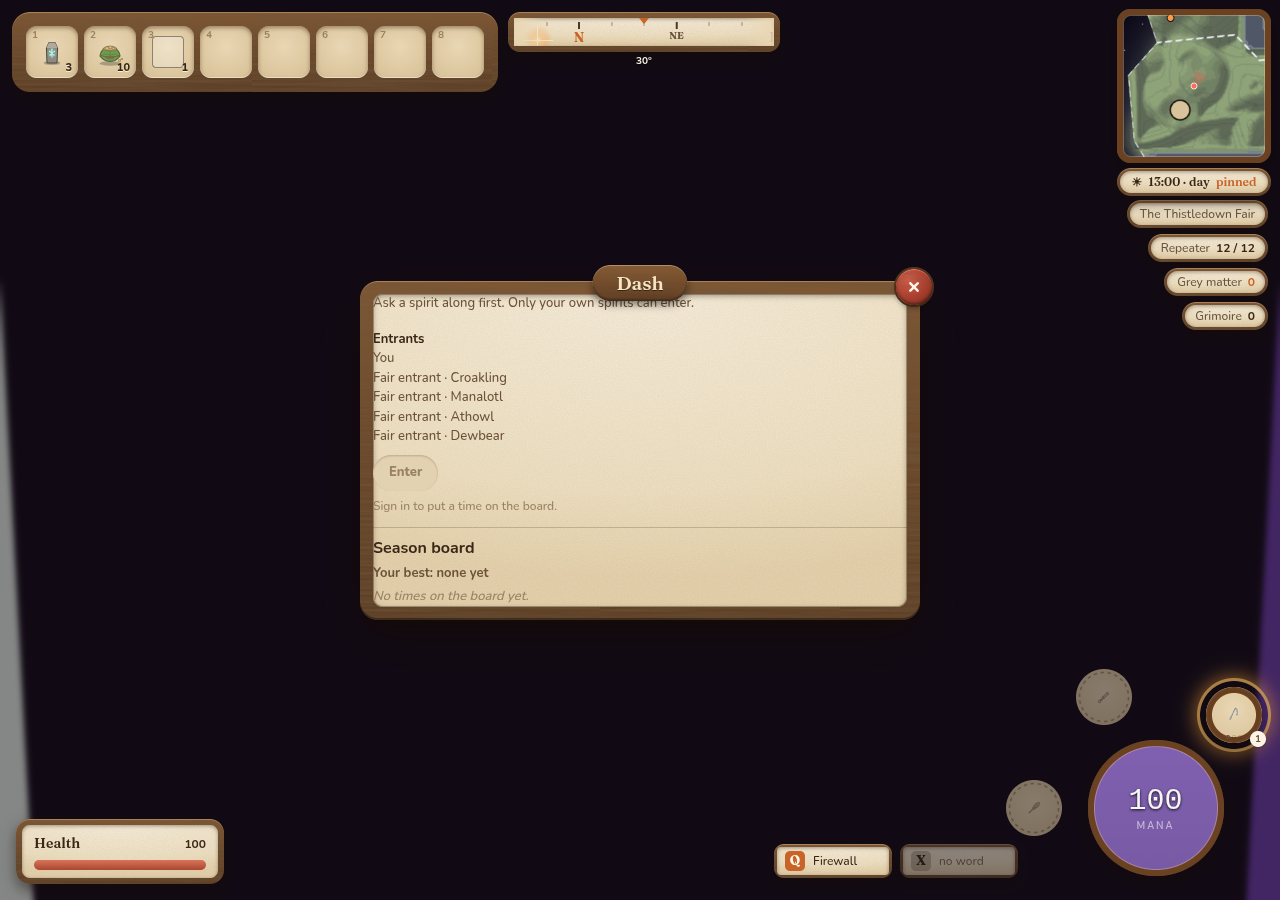 1 2 3 4 5 6 7 8
3 10 1
N NE
30°
13:00 · day pinned
The Thistledown Fair
Repeater 12 / 12
Grey matter 0
Grimoire 0
Dash
×
Ask a spirit along first. Only your own spirits can enter.
Entrants
You
Fair entrant · Croakling
Fair entrant · Manalotl
Fair entrant · Athowl
Fair entrant · Dewbear
Enter
Sign in to put a time on the board.
Season board
Your best: none yet
No times on the board yet.
1
100
MANA
Health 100
Q Firewall X no word